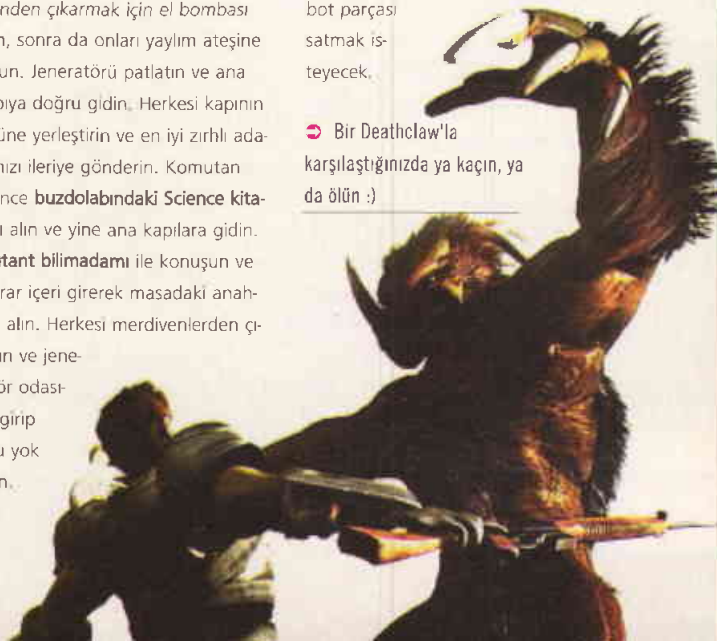 nden çıkarmak için el bombası
n, sonra da onları yaylım ateşine
un. Jeneratörü patlatın ve ana
pıya doğru gidin. Herkesi kapının
üne yerleştirin ve en iyi zırhlı ada-
nızı ileriye gönderin. Komutan
nce buzdolabındaki Science kita-
ı alın ve yine ana kapılara gidin.
tant bilimadamı ile konuşun ve
rar içeri girerek masadaki anah-
alın. Herkesi merdivenlerden çı-
ın ve jene-
ör odası-
girip
u yok
n.
bot parçası
satmak is-
teyecek.
Bir Deathclaw'la
karşılaştığınızda ya kaçın, ya
da ölün :)